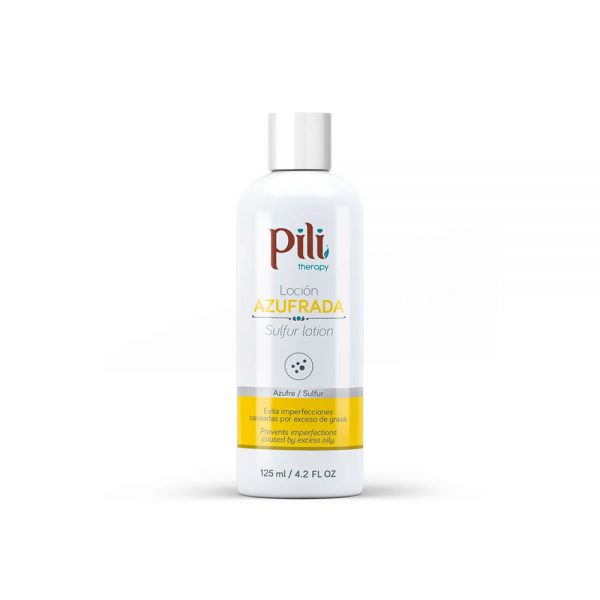 Pili
therapy
Loción
AZUFRADA
Sulfur lotion
Azufre / Sulfur
Evita imperfecciones
causadas por exceso de grasa.
Prevents imperfections
caused by excess oily.
125 ml / 4.2 FL OZ